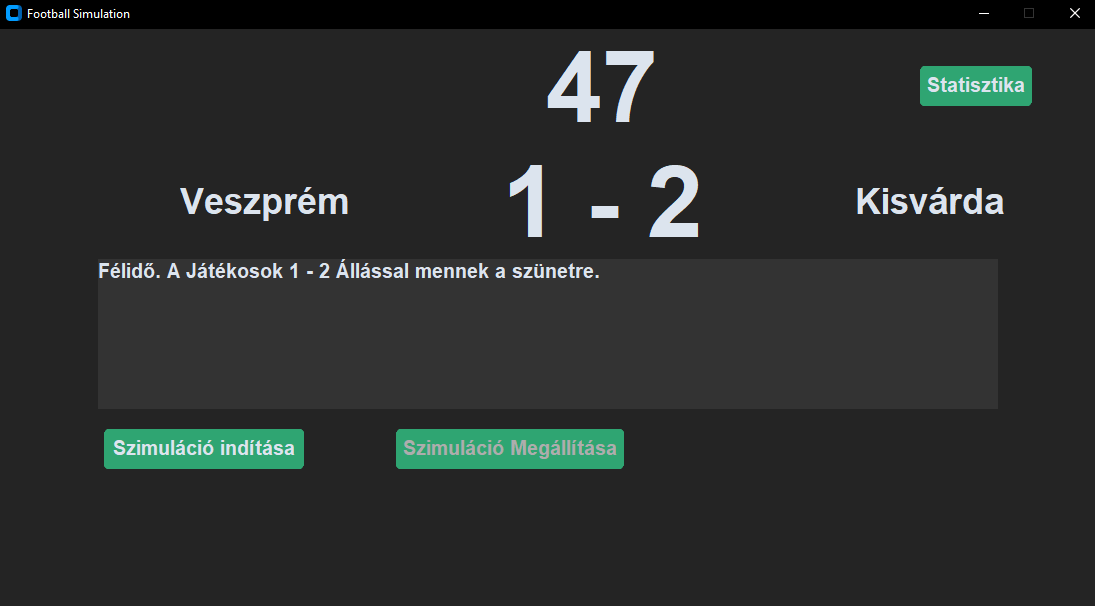 Football Simulation
47
Statisztika
Veszprém
1 - 2
Kisvárda
Félidő. A Játékosok 1 - 2 Állással mennek a szünetre.
Szimuláció indítása
Szimuláció Megállítása